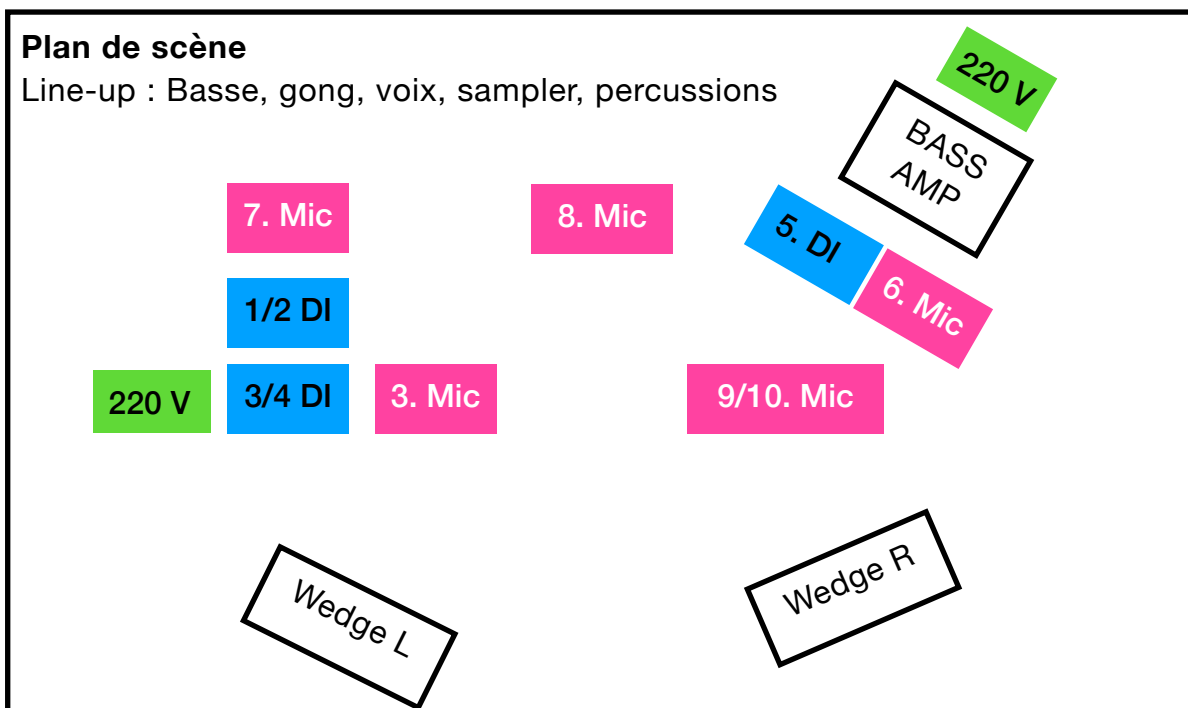 Plan de scène
Line-up : Basse, gong, voix, sampler, percussions
220 V
BASS
AMP
7. Mic
8. Mic
5. DI
6. Mic
1/2 DI
220 V
3/4 DI
3. Mic
9/10. Mic
Wedge L
Wedge R